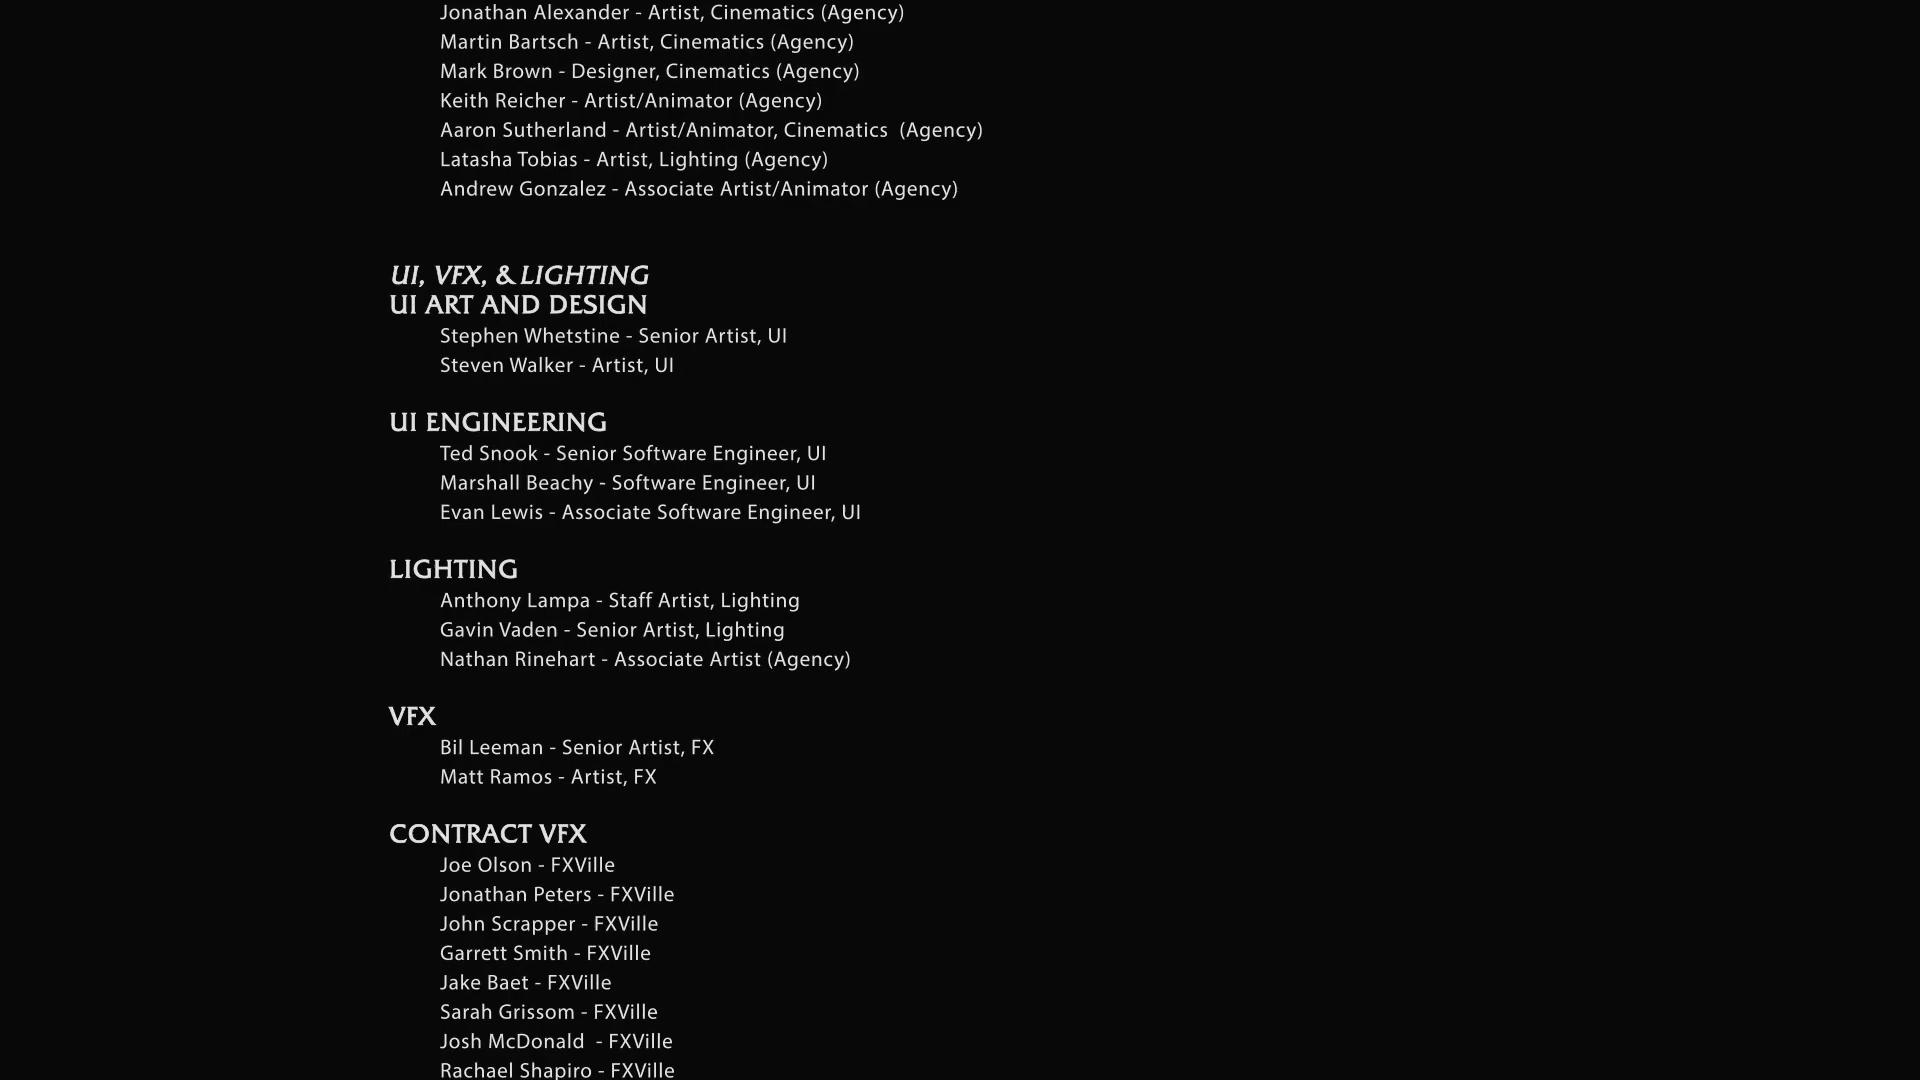 Jonathan Alexander - Artist, Cinematics (Agency)
Martin Bartsch - Artist, Cinematics (Agency)
Mark Brown - Designer, Cinematics (Agency)
Keith Reicher - Artist/Animator (Agency)
Aaron Sutherland - Artist/Animator, Cinematics  (Agency)
Latasha Tobias - Artist, Lighting (Agency)
Andrew Gonzalez - Associate Artist/Animator (Agency)
UI, VFX, & LIGHTING
UI ART AND DESIGN
Stephen Whetstine - Senior Artist, UI
Steven Walker - Artist, UI
UI ENGINEERING
Ted Snook - Senior Software Engineer, UI
Marshall Beachy - Software Engineer, UI
Evan Lewis - Associate Software Engineer, UI
LIGHTING
Anthony Lampa - Staff Artist, Lighting
Gavin Vaden - Senior Artist, Lighting
Nathan Rinehart - Associate Artist (Agency)
VFX
Bil Leeman - Senior Artist, FX
Matt Ramos - Artist, FX
CONTRACT VFX
Joe Olson - FXVille
Jonathan Peters - FXVille
John Scrapper - FXVille
Garrett Smith - FXVille
Jake Baet - FXVille
Sarah Grissom - FXVille
Josh McDonald  - FXVille
Rachael Shapiro - FXVille